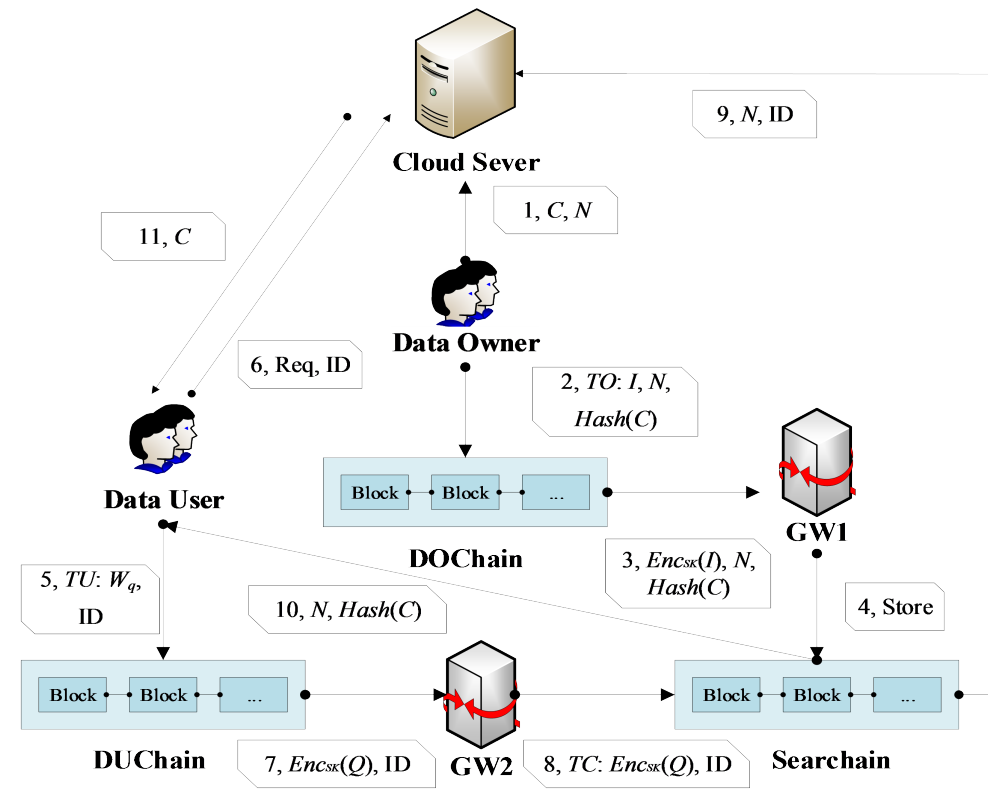 9, N, ID
Cloud Sever
1, C, N
11, C
Data Owner
6, Req, ID
2, TO: I, N,
Hash(C)
Data User
Block
Block
...
GW1
DOChain
3, EncSK(I), N,
Hash(C)
5, TU: Wq,
ID
10, N, Hash(C)
4, Store
Block
Block
...
Block
Block
...
DUChain
7, EncSK(Q), ID
GW2
8, TC: EncSK(Q), ID
Searchain